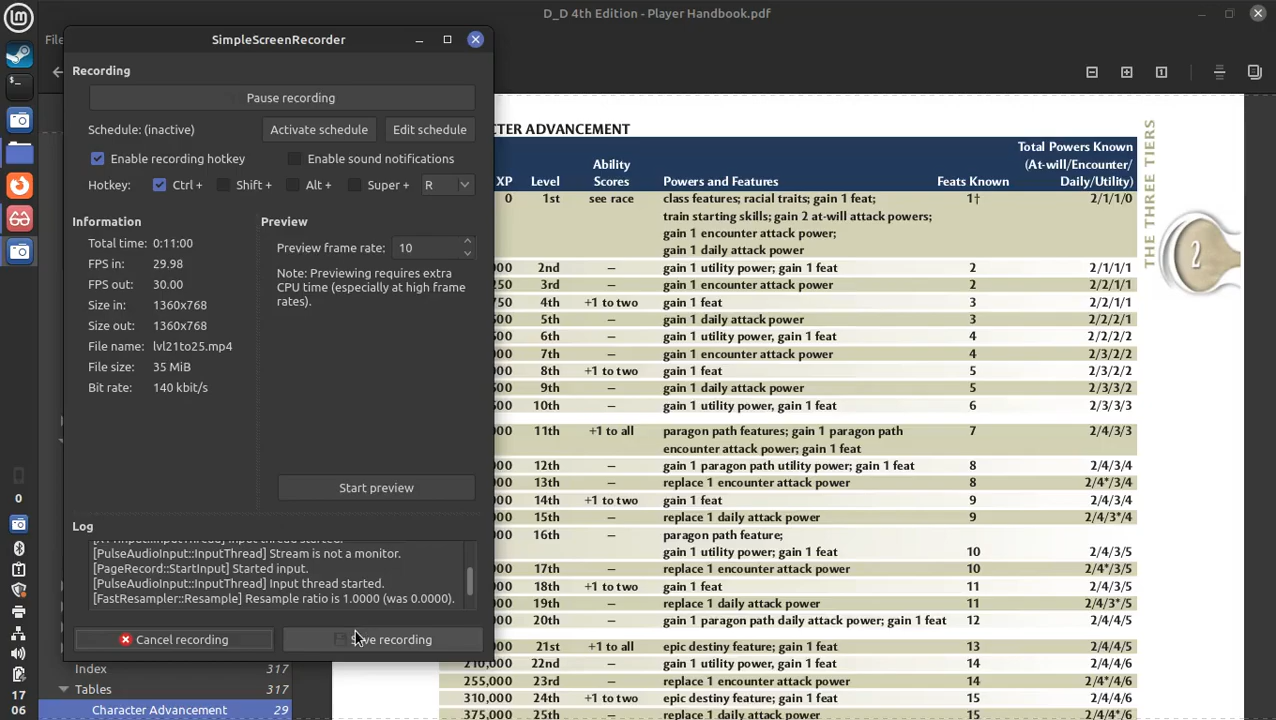 D_D 4th Edition - Player Handbook.pdf
SimpleScreenRecorder
Recording
Pause recording
Schedule: (inactive)
Activate schedule
Edit schedule
Enable recording hotkey
Enable sound notifications
Hotkey:
Ctrl +
Shift +
Alt +
Super +
R
Information
Total time: 0:11:00
FPS in: 29.98
FPS out: 30.00
Size in: 1360x768
Size out: 1360x768
File name: lvl21to25.mp4
File size: 35 MiB
Bit rate: 140 kbit/s
Preview
Preview frame rate: 10
Note: Previewing requires extra
CPU time (especially at high frame
rates).
Start preview
Log
[PulseAudioInput::InputThread] Stream is not a monitor.
[PageRecord::StartInput] Started input.
[PulseAudioInput::InputThread] Input thread started.
[FastResampler::Resample] Resample ratio is 1.0000 (was 0.0000).
Cancel recording
recording
Index 317
Tables 317
Character Advancement 29
0
17
06
File
ADVANCEMENT
XP Level Ability Scores Powers and Features Feats Known Total Powers Known (At-will/Encounter/ Daily/Utility)
0 1st see race class features; racial traits; gain 1 feat; 1† 2/1/1/0
train starting skills; gain 2 at-will attack powers;
gain 1 encounter attack power;
gain 1 daily attack power
2nd — gain 1 utility power; gain 1 feat 2 2/1/1/1
3rd — gain 1 encounter attack power 2 2/2/1/1
4th +1 to two gain 1 feat 3 2/2/1/1
5th — gain 1 daily attack power 3 2/2/2/1
6th — gain 1 utility power, gain 1 feat 4 2/2/2/2
7th — gain 1 encounter attack power 4 2/3/2/2
8th +1 to two gain 1 feat 5 2/3/2/2
9th — gain 1 daily attack power 5 2/3/3/2
10th — gain 1 utility power, gain 1 feat 6 2/3/3/3
11th +1 to all paragon path features; gain 1 paragon path 7 2/4/3/3
encounter attack power; gain 1 feat
12th — gain 1 paragon path utility power; gain 1 feat 8 2/4/3/4
13th — replace 1 encounter attack power 8 2/4*/3/4
14th +1 to two gain 1 feat 9 2/4/3/4
15th — replace 1 daily attack power 9 2/4/3*/4
16th — paragon path feature;
gain 1 utility power; gain 1 feat 10 2/4/3/5
17th — replace 1 encounter attack power 10 2/4*/3/5
18th +1 to two gain 1 feat 11 2/4/3/5
19th — replace 1 daily attack power 11 2/4/3*/5
20th — gain 1 paragon path daily attack power; gain 1 feat 12 2/4/4/5
21st +1 to all epic destiny feature; gain 1 feat 13 2/4/4/5
210,000 22nd — gain 1 utility power, gain 1 feat 14 2/4/4/6
255,000 23rd — replace 1 encounter attack power 14 2/4*/4/6
310,000 24th +1 to two epic destiny feature; gain 1 feat 15 2/4/4/6
375,000 25th — replace 1 daily attack power 15 2/4/4*/6
THE THREE TIERS
2